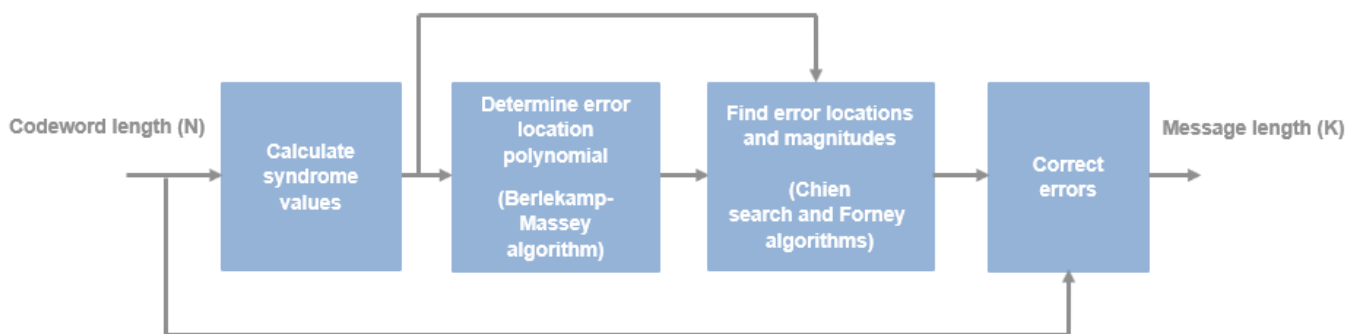 Codeword length (N)
Calculate
syndrome
values
Determine error
location
polynomial
(Berlekamp-
Massey
algorithm)
Find error locations
and magnitudes
(Chien
search and Forney
algorithms)
Correct
errors
Message length (K)